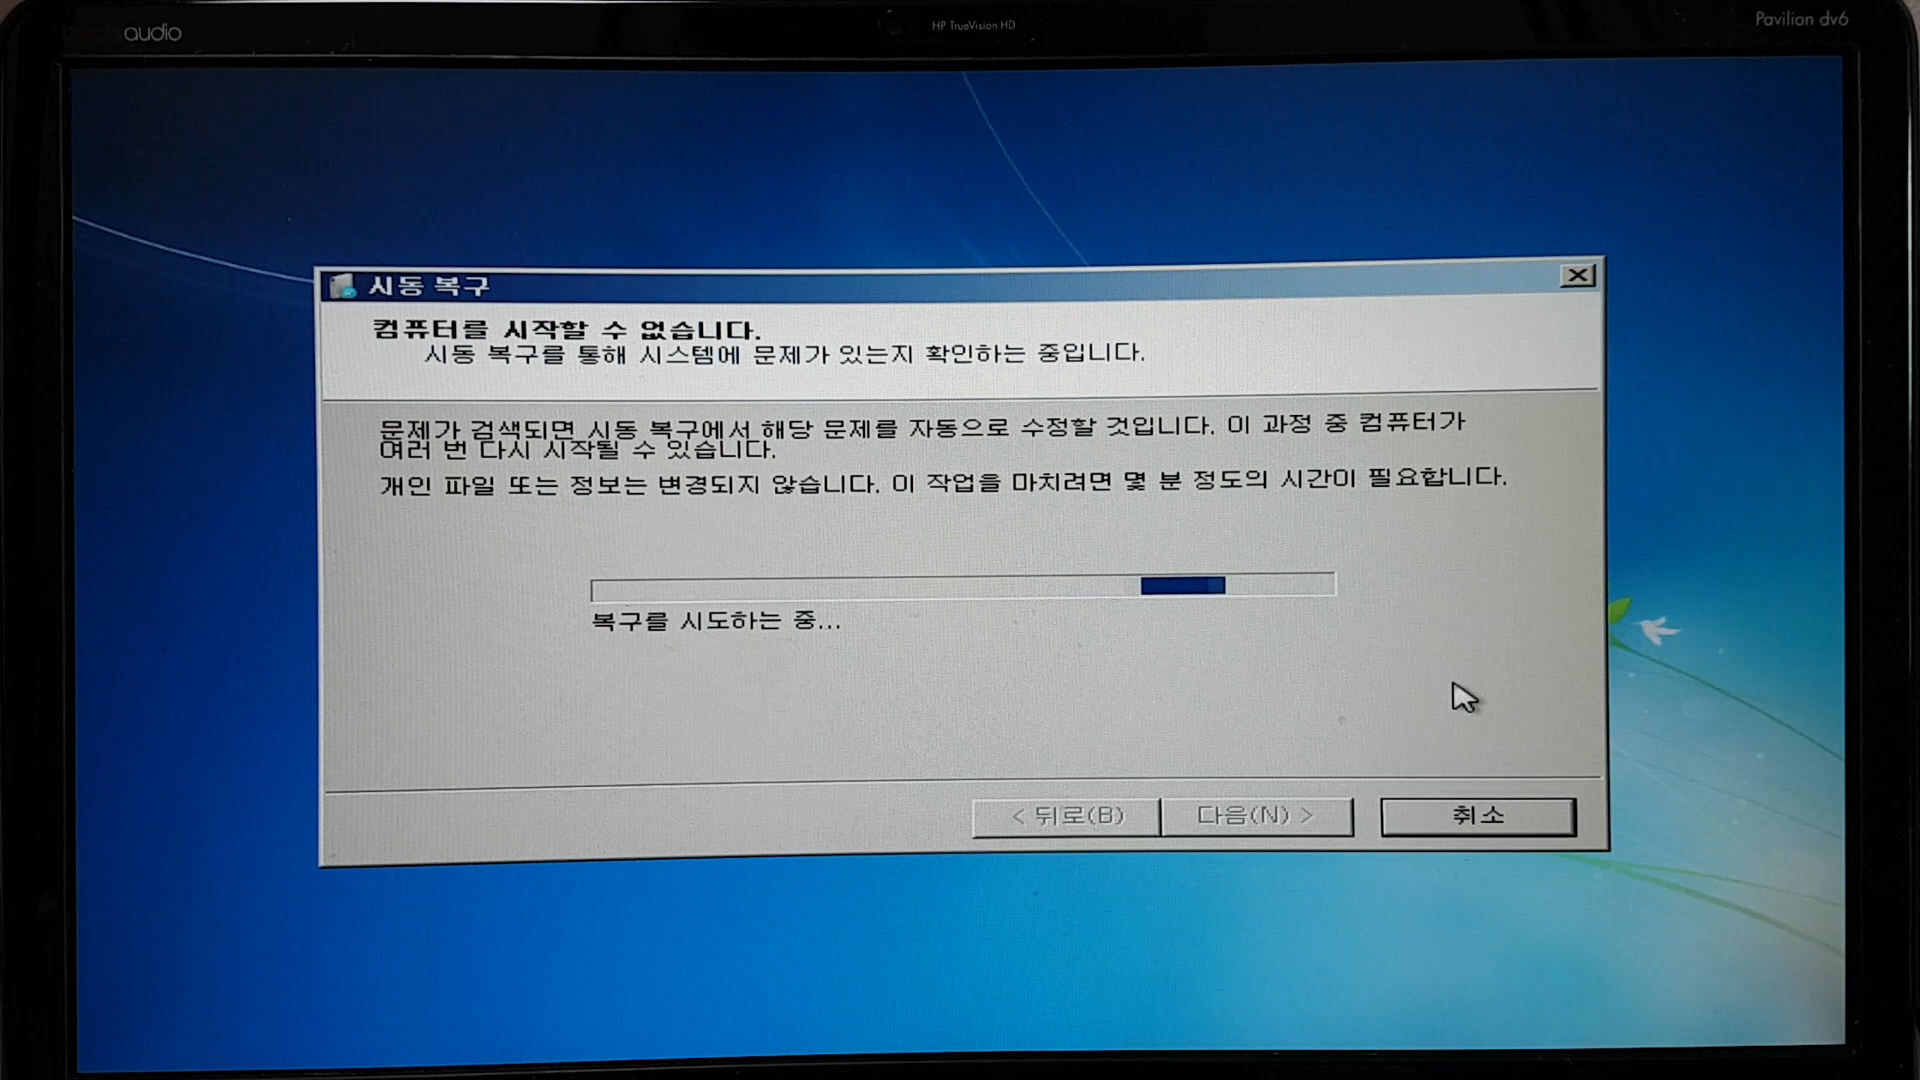 audio
HP TrueVision HD
Pavilion dv6
시동 복구
컴퓨터를 시작할 수 없습니다.
시동 복구를 통해 시스템에 문제가 있는지 확인하는 중입니다.
문제가 검색되면 시동 복구에서 해당 문제를 자동으로 수정할 것입니다. 이 과정 중 컴퓨터가
여러 번 다시 시작될 수 있습니다.
개인 파일 또는 정보는 변경되지 않습니다. 이 작업을 마치려면 몇 분 정도의 시간이 필요합니다.
복구를 시도하는 중...
< 뒤로(B)
다음(N) >
취소